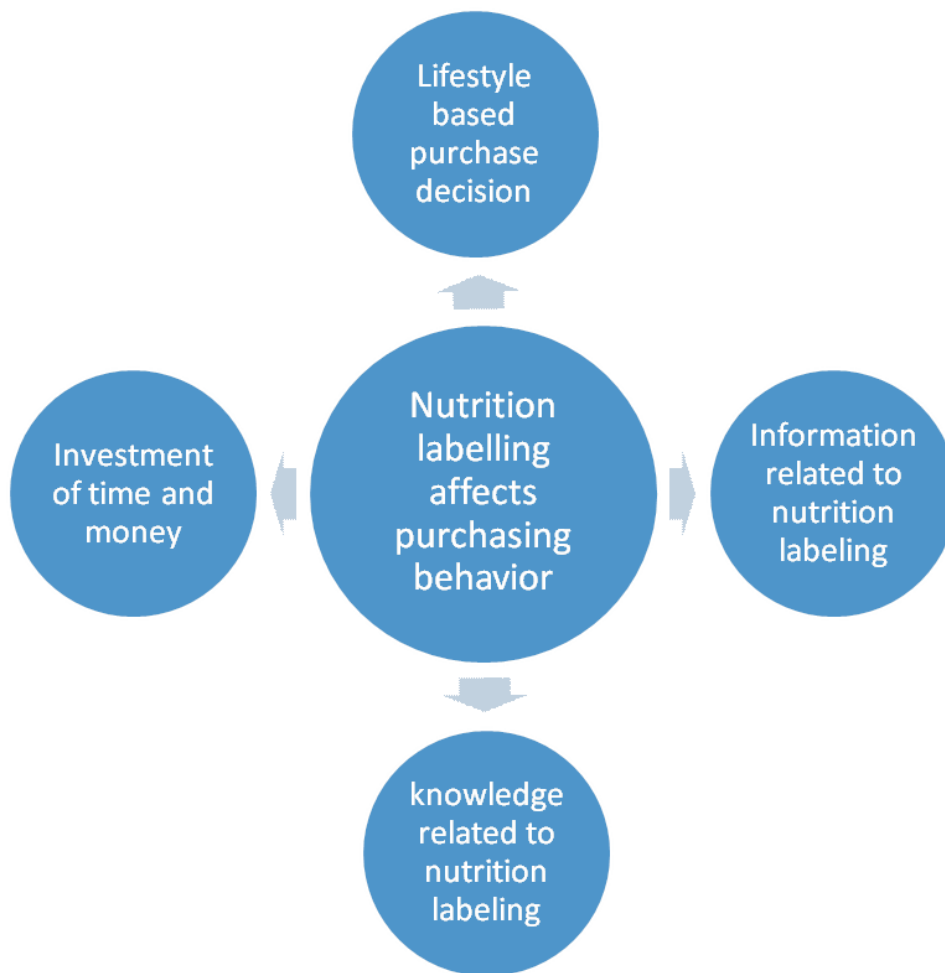 Lifestyle
based
purchase
decision
Investment
of time and
money
Nutrition
labelling
affects
purchasing
behavior
Information
related to
nutrition
labeling
knowledge
related to
nutrition
labeling